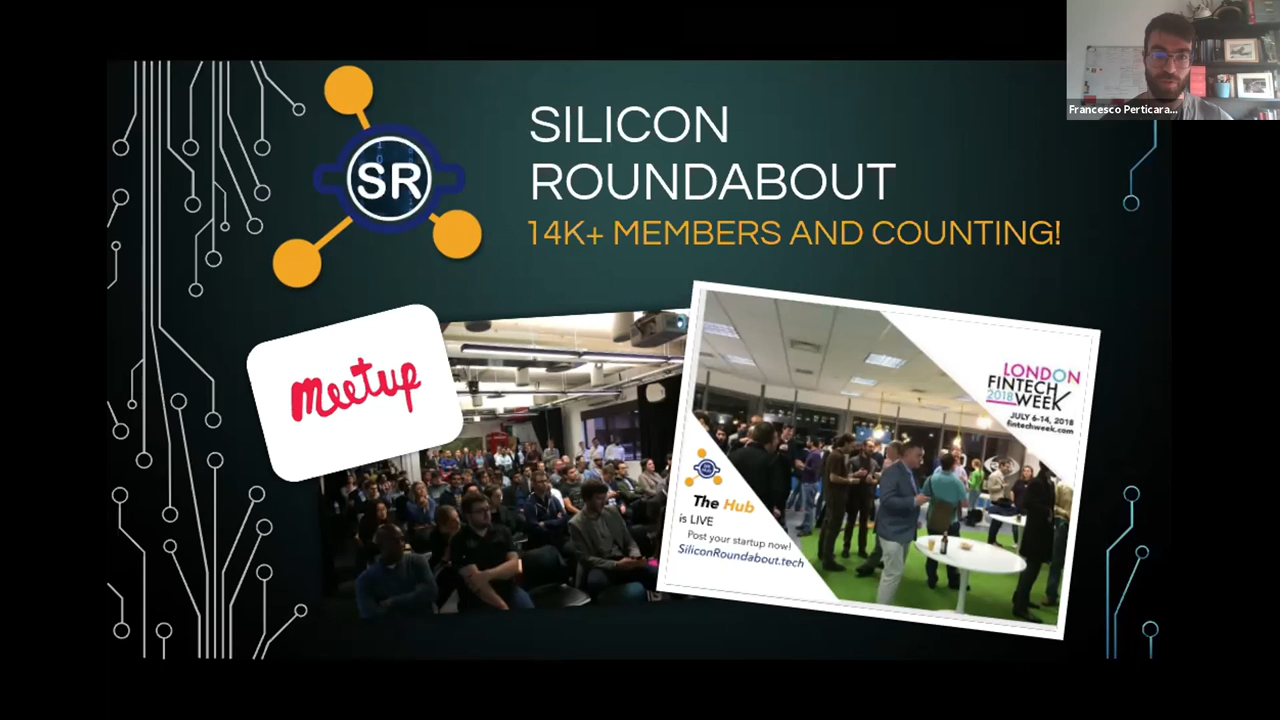 Francesco Perticara...
SILICON
ROUNDABOUT
14K+ MEMBERS AND COUNTING!
SR
meetup
LONDON
FINTECH
2018 WEEK
JULY 6-14, 2018
fintechweek.com
The Hub
is LIVE
Post your startup now!
SiliconRoundabout.tech